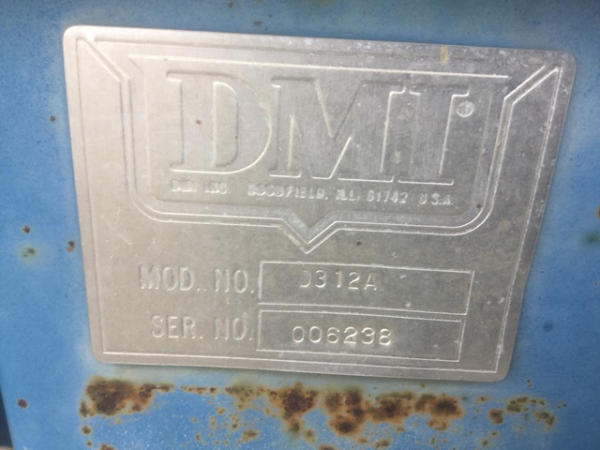 DMI®
DMI INC. GOODFIELD, ILL. 61742 U.S.A.
MOD. NO. D312A
SER. NO. 006238